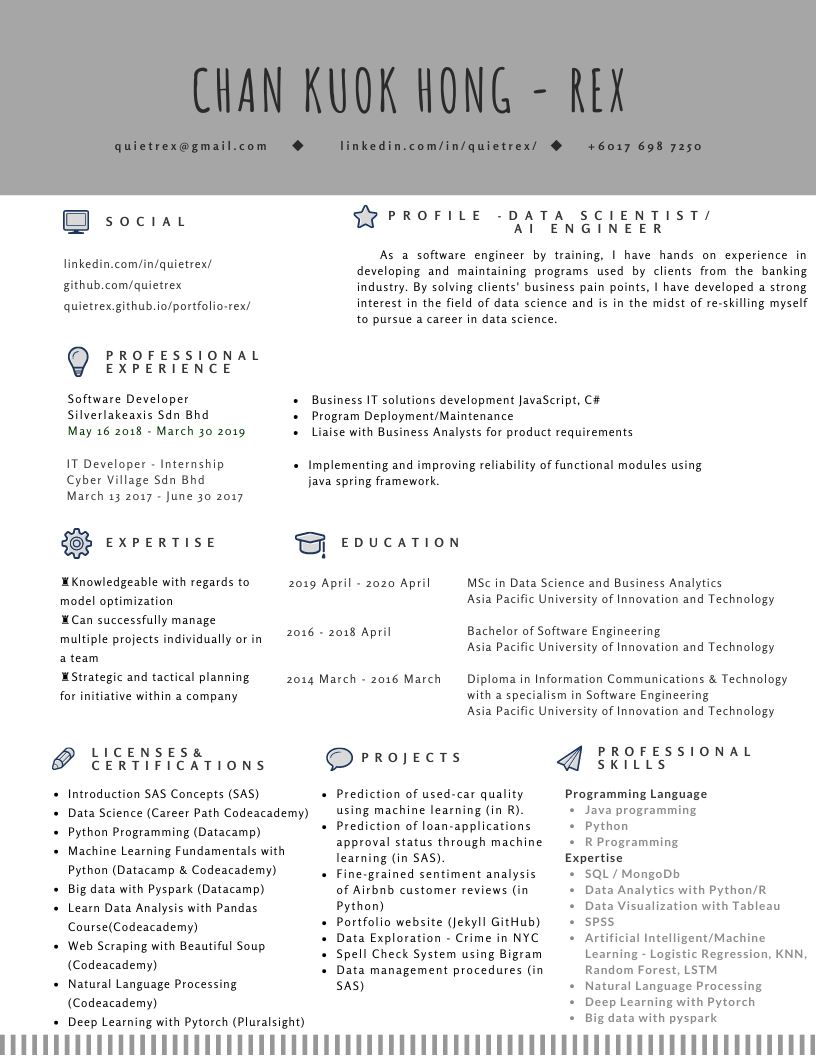 CHAN KUOK HONG - REX
quietrex@gmail.com ◆ linkedin.com/in/quietrex/ ◆ +6017 698 7250
SOCIAL
linkedin.com/in/quietrex/
github.com/quietrex
quietrex.github.io/portfolio-rex/
PROFILE -DATA SCIENTIST/
AI ENGINEER
As a software engineer by training, I have hands on experience in
developing and maintaining programs used by clients from the banking
industry. By solving clients' business pain points, I have developed a strong
interest in the field of data science and is in the midst of re-skilling myself
to pursue a career in data science.
PROFESSIONAL
EXPERIENCE
Software Developer
Silverlakeaxis Sdn Bhd
May 16 2018 - March 30 2019
• Business IT solutions development JavaScript, C#
• Program Deployment/Maintenance
• Liaise with Business Analysts for product requirements
IT Developer - Internship
Cyber Village Sdn Bhd
March 13 2017 - June 30 2017
• Implementing and improving reliability of functional modules using
java spring framework.
EXPERTISE
♜Knowledgeable with regards to
model optimization
♜Can successfully manage
multiple projects individually or in
a team
♜Strategic and tactical planning
for initiative within a company
EDUCATION
2019 April - 2020 April MSc in Data Science and Business Analytics
Asia Pacific University of Innovation and Technology
2016 - 2018 April Bachelor of Software Engineering
Asia Pacific University of Innovation and Technology
2014 March - 2016 March Diploma in Information Communications & Technology
with a specialism in Software Engineering
Asia Pacific University of Innovation and Technology
LICENSES&
CERTIFICATIONS
• Introduction SAS Concepts (SAS)
• Data Science (Career Path Codeacademy)
• Python Programming (Datacamp)
• Machine Learning Fundamentals with
Python (Datacamp & Codeacademy)
• Big data with Pyspark (Datacamp)
• Learn Data Analysis with Pandas
Course(Codeacademy)
• Web Scraping with Beautiful Soup
(Codeacademy)
• Natural Language Processing
(Codeacademy)
• Deep Learning with Pytorch (Pluralsight)
PROJECTS
• Prediction of used-car quality
using machine learning (in R).
• Prediction of loan-applications
approval status through machine
learning (in SAS).
• Fine-grained sentiment analysis
of Airbnb customer reviews (in
Python)
• Portfolio website (Jekyll GitHub)
• Data Exploration - Crime in NYC
• Spell Check System using Bigram
• Data management procedures (in
SAS)
PROFESSIONAL
SKILLS
Programming Language
• Java programming
• Python
• R Programming
Expertise
• SQL / MongoDb
• Data Analytics with Python/R
• Data Visualization with Tableau
• SPSS
• Artificial Intelligent/Machine
Learning - Logistic Regression, KNN,
Random Forest, LSTM
• Natural Language Processing
• Deep Learning with Pytorch
• Big data with pyspark